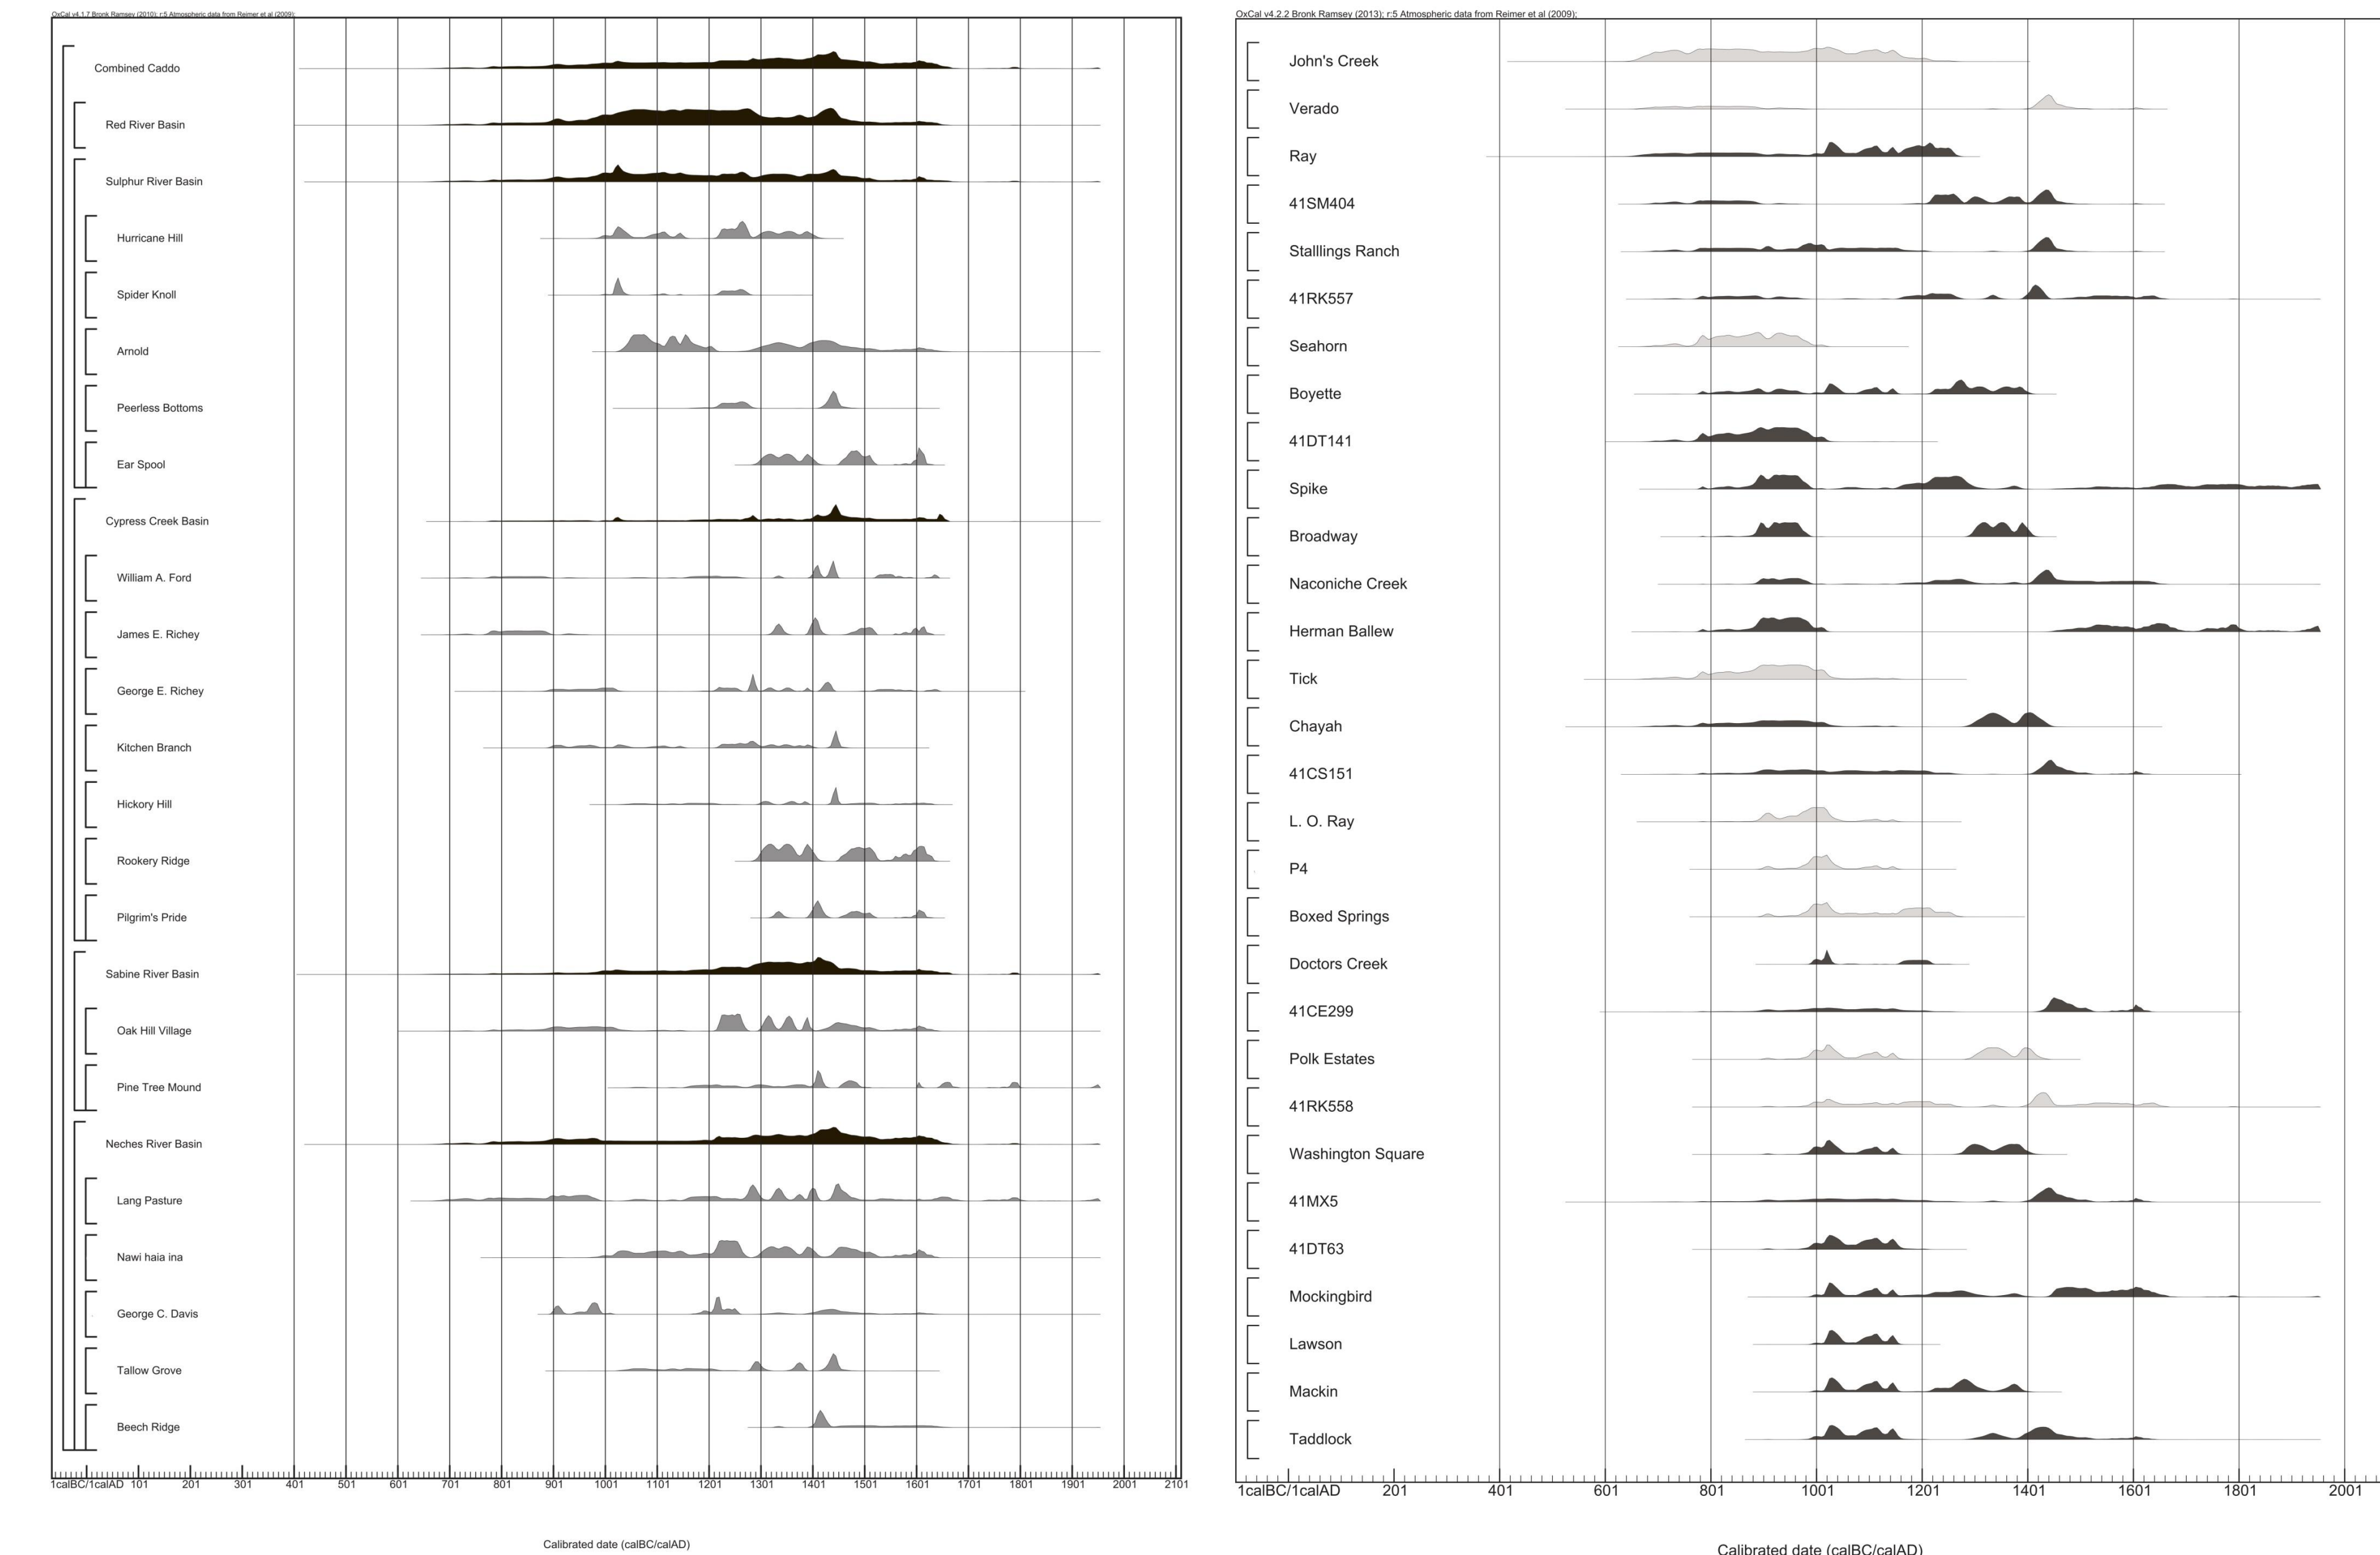 OxCal v4.1.7 Bronk Ramsey (2010); r:5 Atmospheric data from Reimer et al (2009);
Combined Caddo
Red River Basin
Sulphur River Basin
Hurricane Hill
Spider Knoll
Arnold
Peerless Bottoms
Ear Spool
Cypress Creek Basin
William A. Ford
James E. Richey
George E. Richey
Kitchen Branch
Hickory Hill
Rookery Ridge
Pilgrim's Pride
Sabine River Basin
Oak Hill Village
Pine Tree Mound
Neches River Basin
Lang Pasture
Nawi haia ina
George C. Davis
Tallow Grove
Beech Ridge
1calBC/1calAD 101 201 301 401 501 601 701 801 901 1001 1101 1201 1301 1401 1501 1601 1701 1801 1901 2001 2101
Calibrated date (calBC/calAD)
OxCal v4.2.2 Bronk Ramsey (2013); r:5 Atmospheric data from Reimer et al (2009);
John's Creek
Verado
Ray
41SM404
Stalllings Ranch
41RK557
Seahorn
Boyette
41DT141
Spike
Broadway
Naconiche Creek
Herman Ballew
Tick
Chayah
41CS151
L. O. Ray
P4
Boxed Springs
Doctors Creek
41CE299
Polk Estates
41RK558
Washington Square
41MX5
41DT63
Mockingbird
Lawson
Mackin
Taddlock
1calBC/1calAD 201 401 601 801 1001 1201 1401 1601 1801 2001
Calibrated date (calBC/calAD)